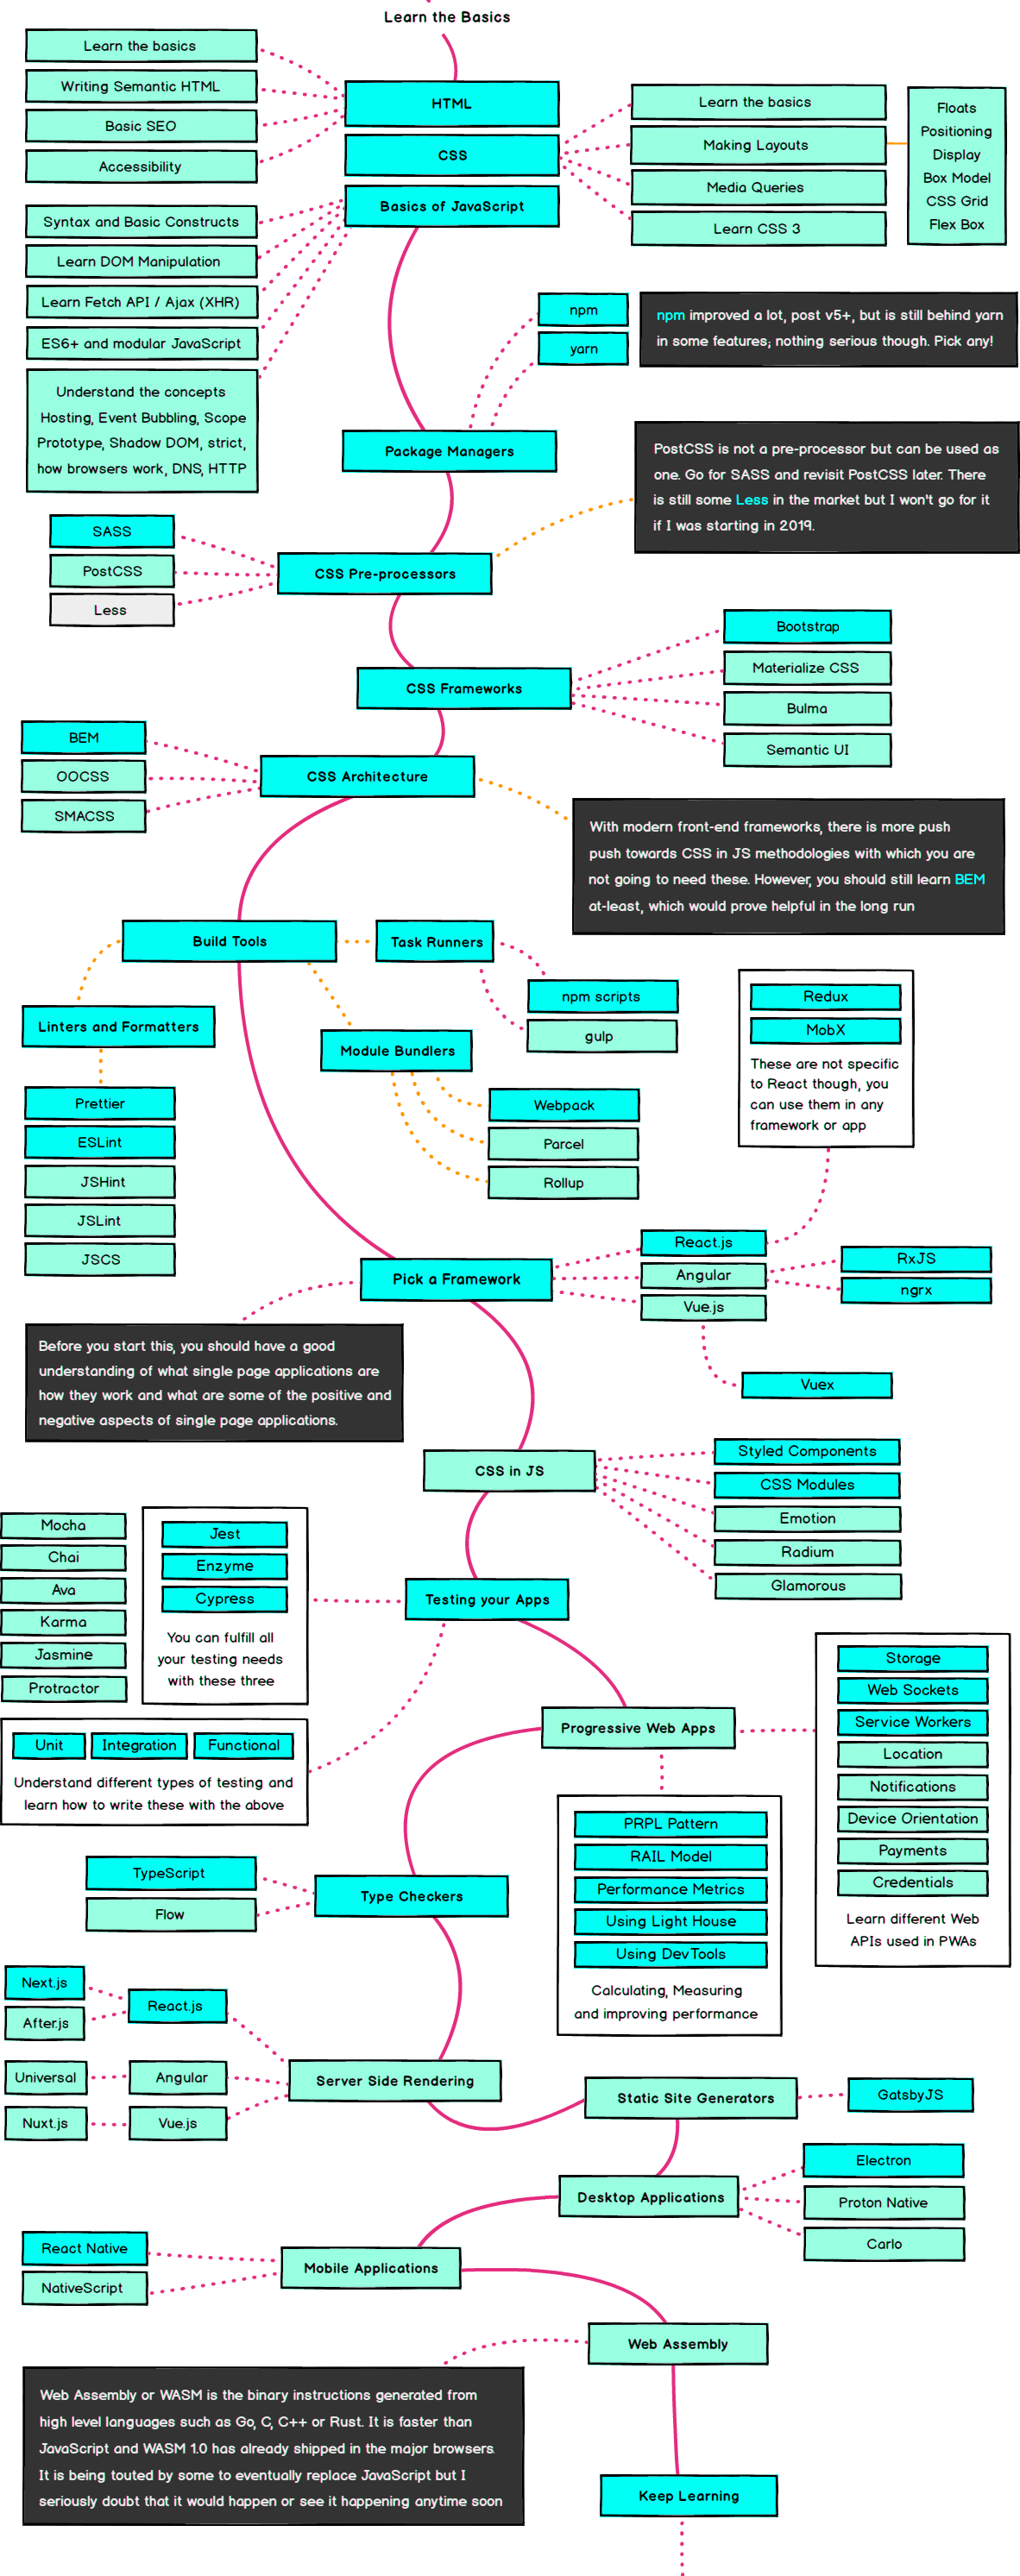 Learn the Basics
Learn the basics
Writing Semantic HTML
Basic SEO
Accessibility
HTML
CSS
Basics of JavaScript
Learn the basics
Making Layouts
Media Queries
Learn CSS 3
Floats
Positioning
Display
Box Model
CSS Grid
Flex Box
Syntax and Basic Constructs
Learn DOM Manipulation
Learn Fetch API / Ajax (XHR)
ES6+ and modular JavaScript
Understand the concepts
Hosting, Event Bubbling, Scope
Prototype, Shadow DOM, strict,
how browsers work, DNS, HTTP
npm
yarn
npm improved a lot, post v5+, but is still behind yarn
in some features; nothing serious though. Pick any!
Package Managers
PostCSS is not a pre-processor but can be used as
one. Go for SASS and revisit PostCSS later. There
is still some Less in the market but I won't go for it
if I was starting in 2019.
SASS
PostCSS
Less
CSS Pre-processors
CSS Frameworks
Bootstrap
Materialize CSS
Bulma
Semantic UI
BEM
OOCSS
SMACSS
CSS Architecture
With modern front-end frameworks, there is more push
push towards CSS in JS methodologies with which you are
not going to need these. However, you should still learn BEM
at-least, which would prove helpful in the long run
Build Tools
Task Runners
npm scripts
gulp
Linters and Formatters
Module Bundlers
Prettier
ESLint
JSHint
JSLint
JSCS
Webpack
Parcel
Rollup
Redux
MobX
These are not specific
to React though, you
can use them in any
framework or app
Pick a Framework
React.js
Angular
Vue.js
RxJS
ngrx
Vuex
Before you start this, you should have a good
understanding of what single page applications are
how they work and what are some of the positive and
negative aspects of single page applications.
CSS in JS
Styled Components
CSS Modules
Emotion
Radium
Glamorous
Mocha
Chai
Ava
Karma
Jasmine
Protractor
Jest
Enzyme
Cypress
You can fulfill all
your testing needs
with these three
Testing your Apps
Unit
Integration
Functional
Understand different types of testing and
learn how to write these with the above
Progressive Web Apps
Storage
Web Sockets
Service Workers
Location
Notifications
Device Orientation
Payments
Credentials
Learn different Web
APIs used in PWAs
PRPL Pattern
RAIL Model
Performance Metrics
Using Light House
Using DevTools
Calculating, Measuring
and improving performance
TypeScript
Flow
Type Checkers
Next.js
After.js
React.js
Universal
Angular
Nuxt.js
Vue.js
Server Side Rendering
Static Site Generators
GatsbyJS
Desktop Applications
Electron
Proton Native
Carlo
React Native
NativeScript
Mobile Applications
Web Assembly
Web Assembly or WASM is the binary instructions generated from
high level languages such as Go, C, C++ or Rust. It is faster than
JavaScript and WASM 1.0 has already shipped in the major browsers.
It is being touted by some to eventually replace JavaScript but I
seriously doubt that it would happen or see it happening anytime soon
Keep Learning